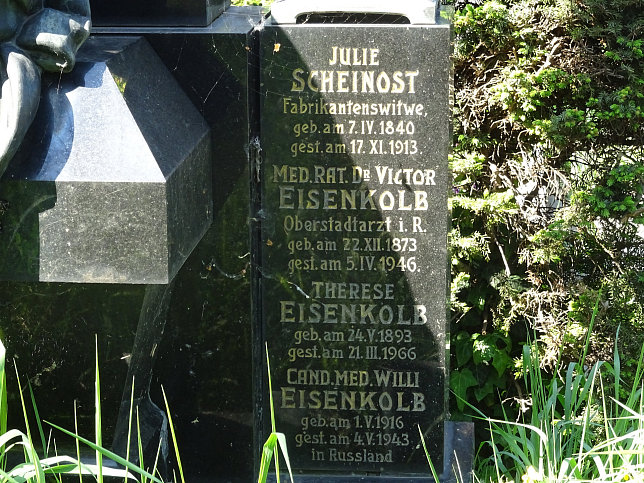 JULIE
SCHEINOST
Fabrikantenswitwe,
geb. am 7. IV. 1840
gest. am 17. XI. 1913.
MED. RAT. DR VICTOR
EISENKOLB
Oberstadtarzt i. R.
geb. am 22. XII. 1873
gest. am 5. IV. 1946.
THERESE
EISENKOLB
geb. am 24. V. 1893
gest. am 21. III. 1966
CAND. MED. WILLI
EISENKOLB
geb. am 1. V. 1916
gest. am 4. V. 1943
in Russland